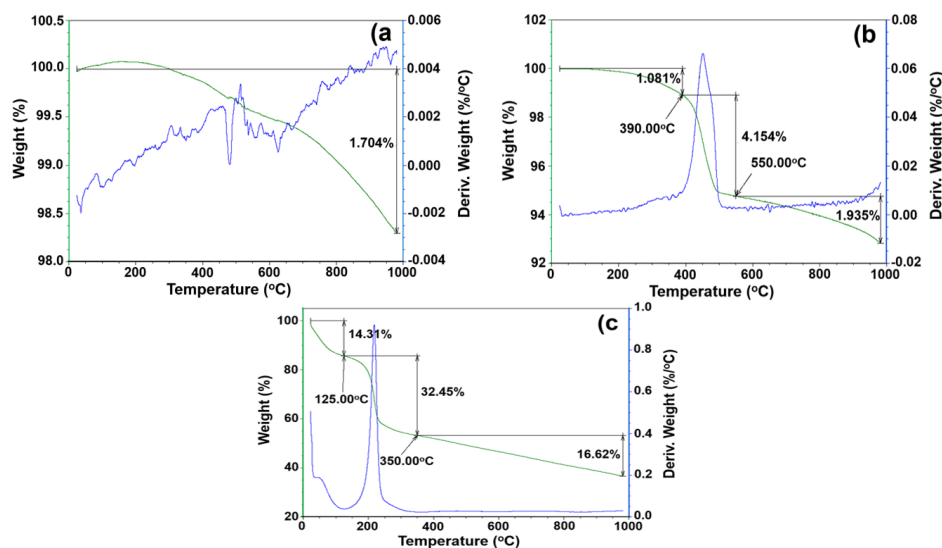 (a
100.5
100.0
99.5
99.0
98.5
98.0
Weight (%)
0.006
0.004
0.002
0.000
-0.002
-0.004
Deriv. Weight (%/°C)
1.704%
0 200 400 600 800 1000
Temperature (°C)
(b
102
100
98
96
94
92
Weight (%)
0.08
0.06
0.04
0.02
0.00
-0.02
Deriv. Weight (%/°C)
1.081%
390.00°C
4.154%
550.00°C
1.935%
0 200 400 600 800 1000
Temperature (°C)
(c
100
80
60
40
20
Weight (%)
1.0
0.8
0.6
0.4
0.2
0.0
Deriv. Weight (%/°C)
14.31%
125.00°C
32.45%
350.00°C
16.62%
0 200 400 600 800 1000
Temperature (°C)